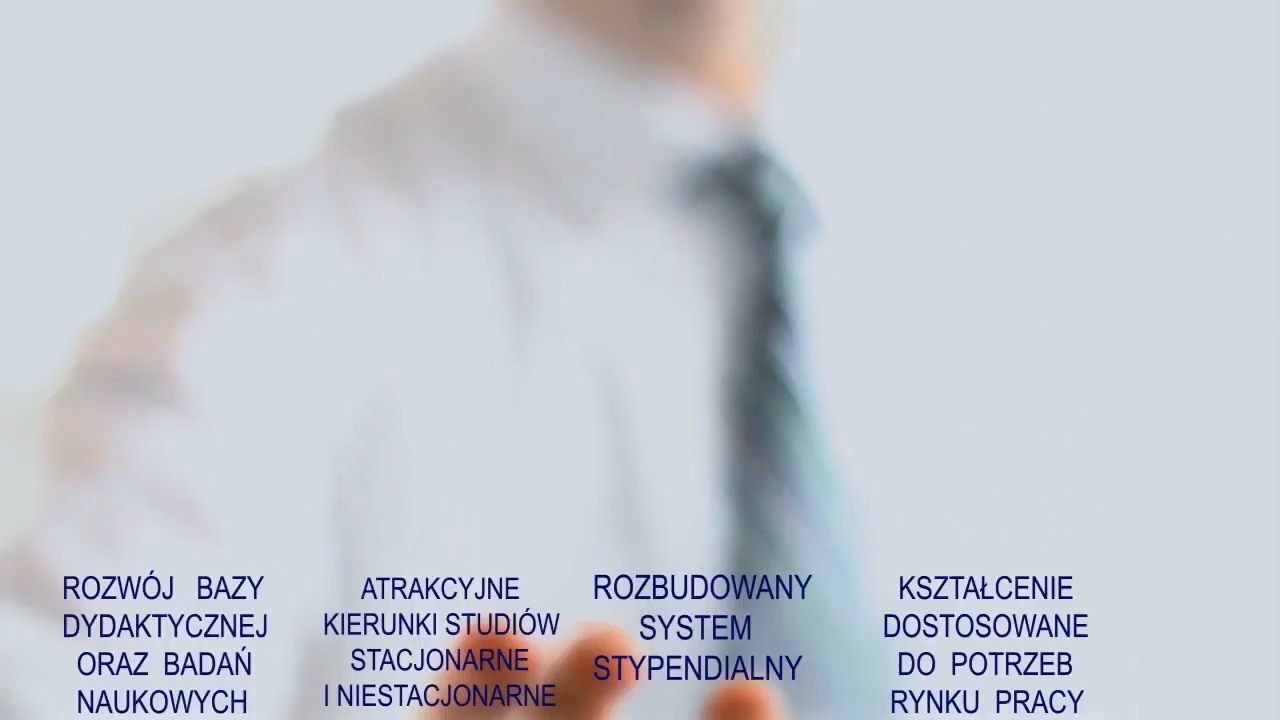 ROZWÓJ BAZY
DYDAKTYCZNEJ
ORAZ BADAŃ
NAUKOWYCH
ATRAKCYJNE
KIERUNKI STUDIÓW
STACJONARNE
I NIESTACJONARNE
ROZBUDOWANY
SYSTEM
STYPENDIALNY
KSZTAŁCENIE
DOSTOSOWANE
DO POTRZEB
RYNKU PRACY